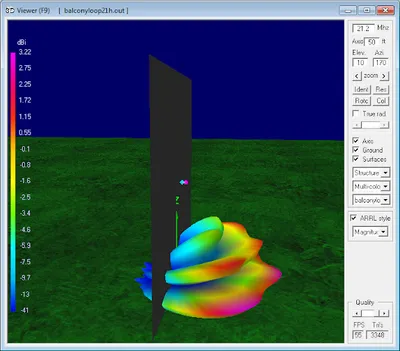 3D Viewer (F9) [ balconyloop21h.out ]
dBi
3.22
2.75
2.25
1.72
1.15
0.55
-0.1
-0.8
-1.6
-2.5
-3.4
-4.6
-5.9
-7.5
-9.7
-13
-41
Z
21.2 Mhz
Axis 50 ft
Elev. Azi
10 170
< zoom >
Ident Res
Rotc Col
True rad
Axis
Ground
Surfaces
Structure
Multi-colo
balconylo
ARRL style
Magnitu
Quality
FPS Tri's
3348